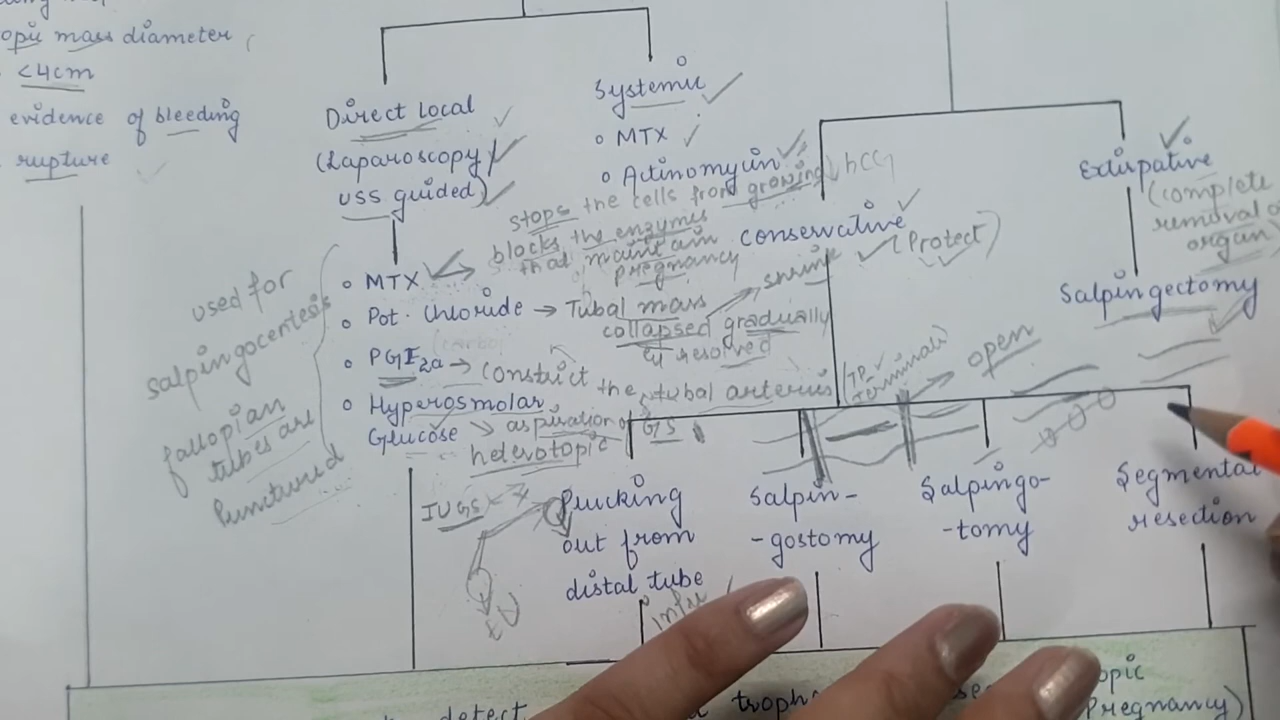 opic mass diameter
<4cm
evidence of bleeding
rupture
Direct local
(Laparoscopy/
USS guided)
Systemic
MTX
Actinomycin
hCG
stops the cells from growing
blocks the enzymes
that maintain
pregnancy
MTX
Pot. Chloride → Tubal mass
collapsed gradually
resolved
shrink
PGF2a → constrict the tubal arteries
Hyperosmolar
Glucose → aspiration of GS
heterotopic
used for
salpingocentesis
fallopian
tubes are
Punctured
IUGS
EU
conservative
(Protect)
Extirpative
(complete
removal of
organ)
Salpingectomy
open
Plucking
out from
distal tube
Salpin-
-gostomy
Salpingo-
-tomy
Segmental
resection
detect
opic
Pregnancy)